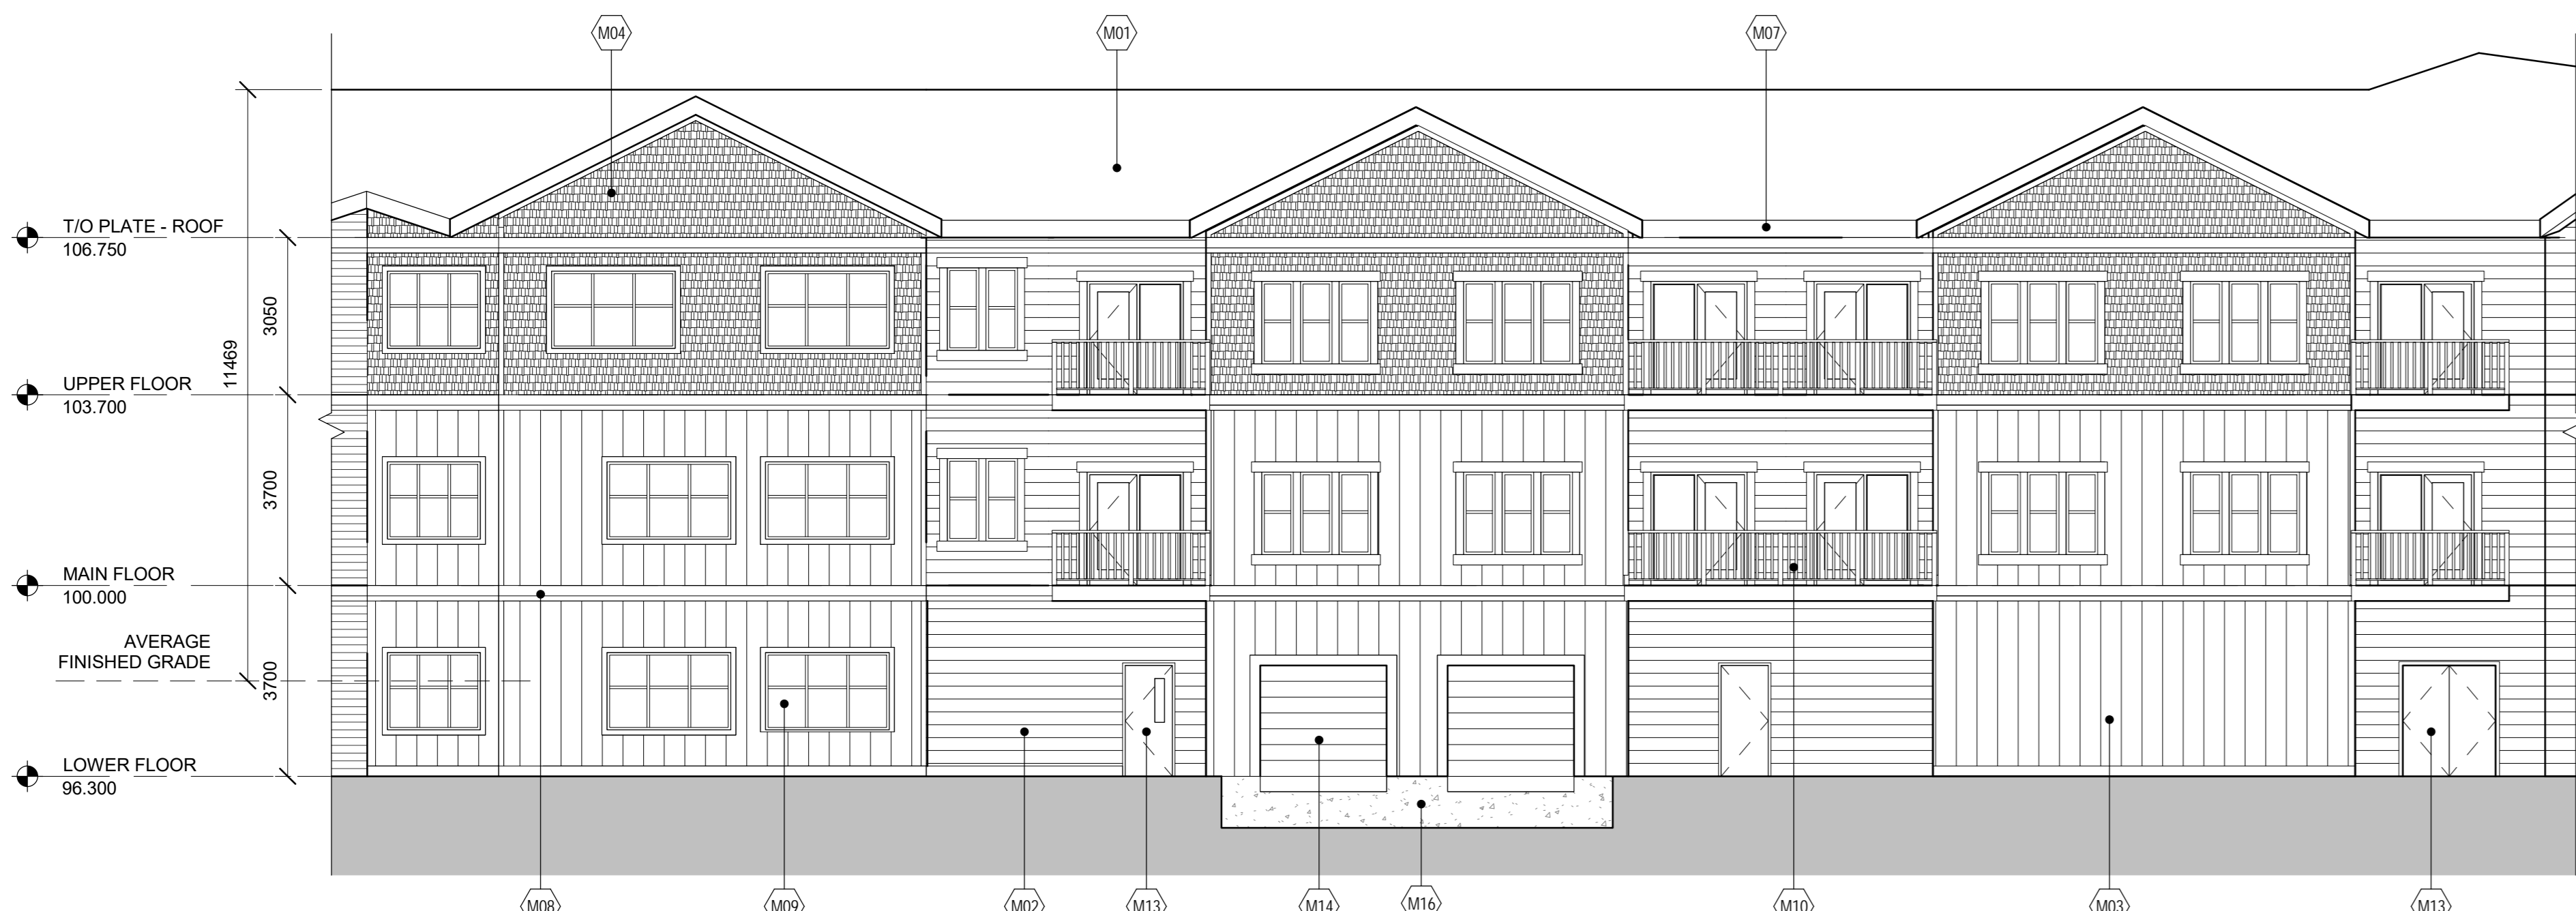 M04
M01
M07
T/O PLATE - ROOF
106.750
3050
11469
UPPER FLOOR
103.700
3700
MAIN FLOOR
100.000
AVERAGE
FINISHED GRADE
3700
LOWER FLOOR
96.300
M08
M09
M02
M13
M14
M16
M10
M03
M13